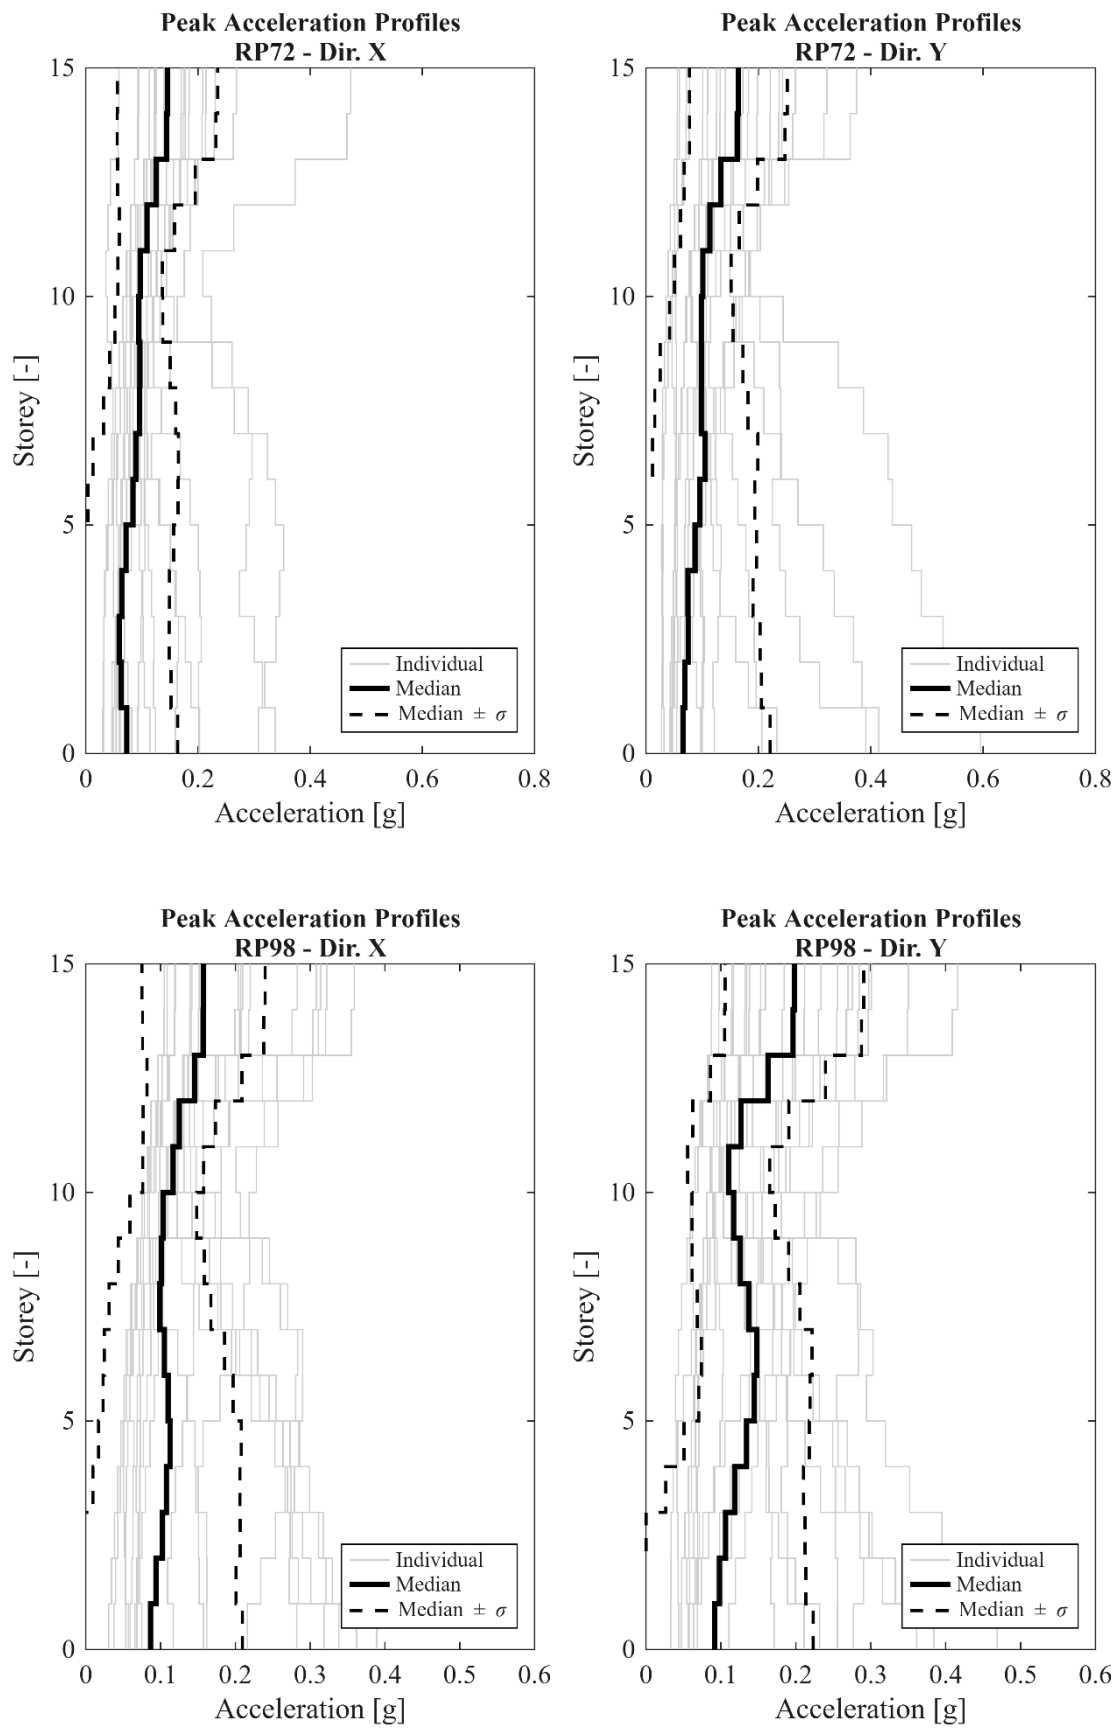 Peak Acceleration Profiles
RP72 - Dir. X
15
10
5
0
Storey [-]
Individual
Median
Median ± σ
0 0.2 0.4 0.6 0.8
Acceleration [g]
Peak Acceleration Profiles
RP72 - Dir. Y
15
10
5
0
Storey [-]
Individual
Median
Median ± σ
0 0.2 0.4 0.6 0.8
Acceleration [g]
Peak Acceleration Profiles
RP98 - Dir. X
15
10
5
0
Storey [-]
Individual
Median
Median ± σ
0 0.1 0.2 0.3 0.4 0.5 0.6
Acceleration [g]
Peak Acceleration Profiles
RP98 - Dir. Y
15
10
5
0
Storey [-]
Individual
Median
Median ± σ
0 0.1 0.2 0.3 0.4 0.5 0.6
Acceleration [g]